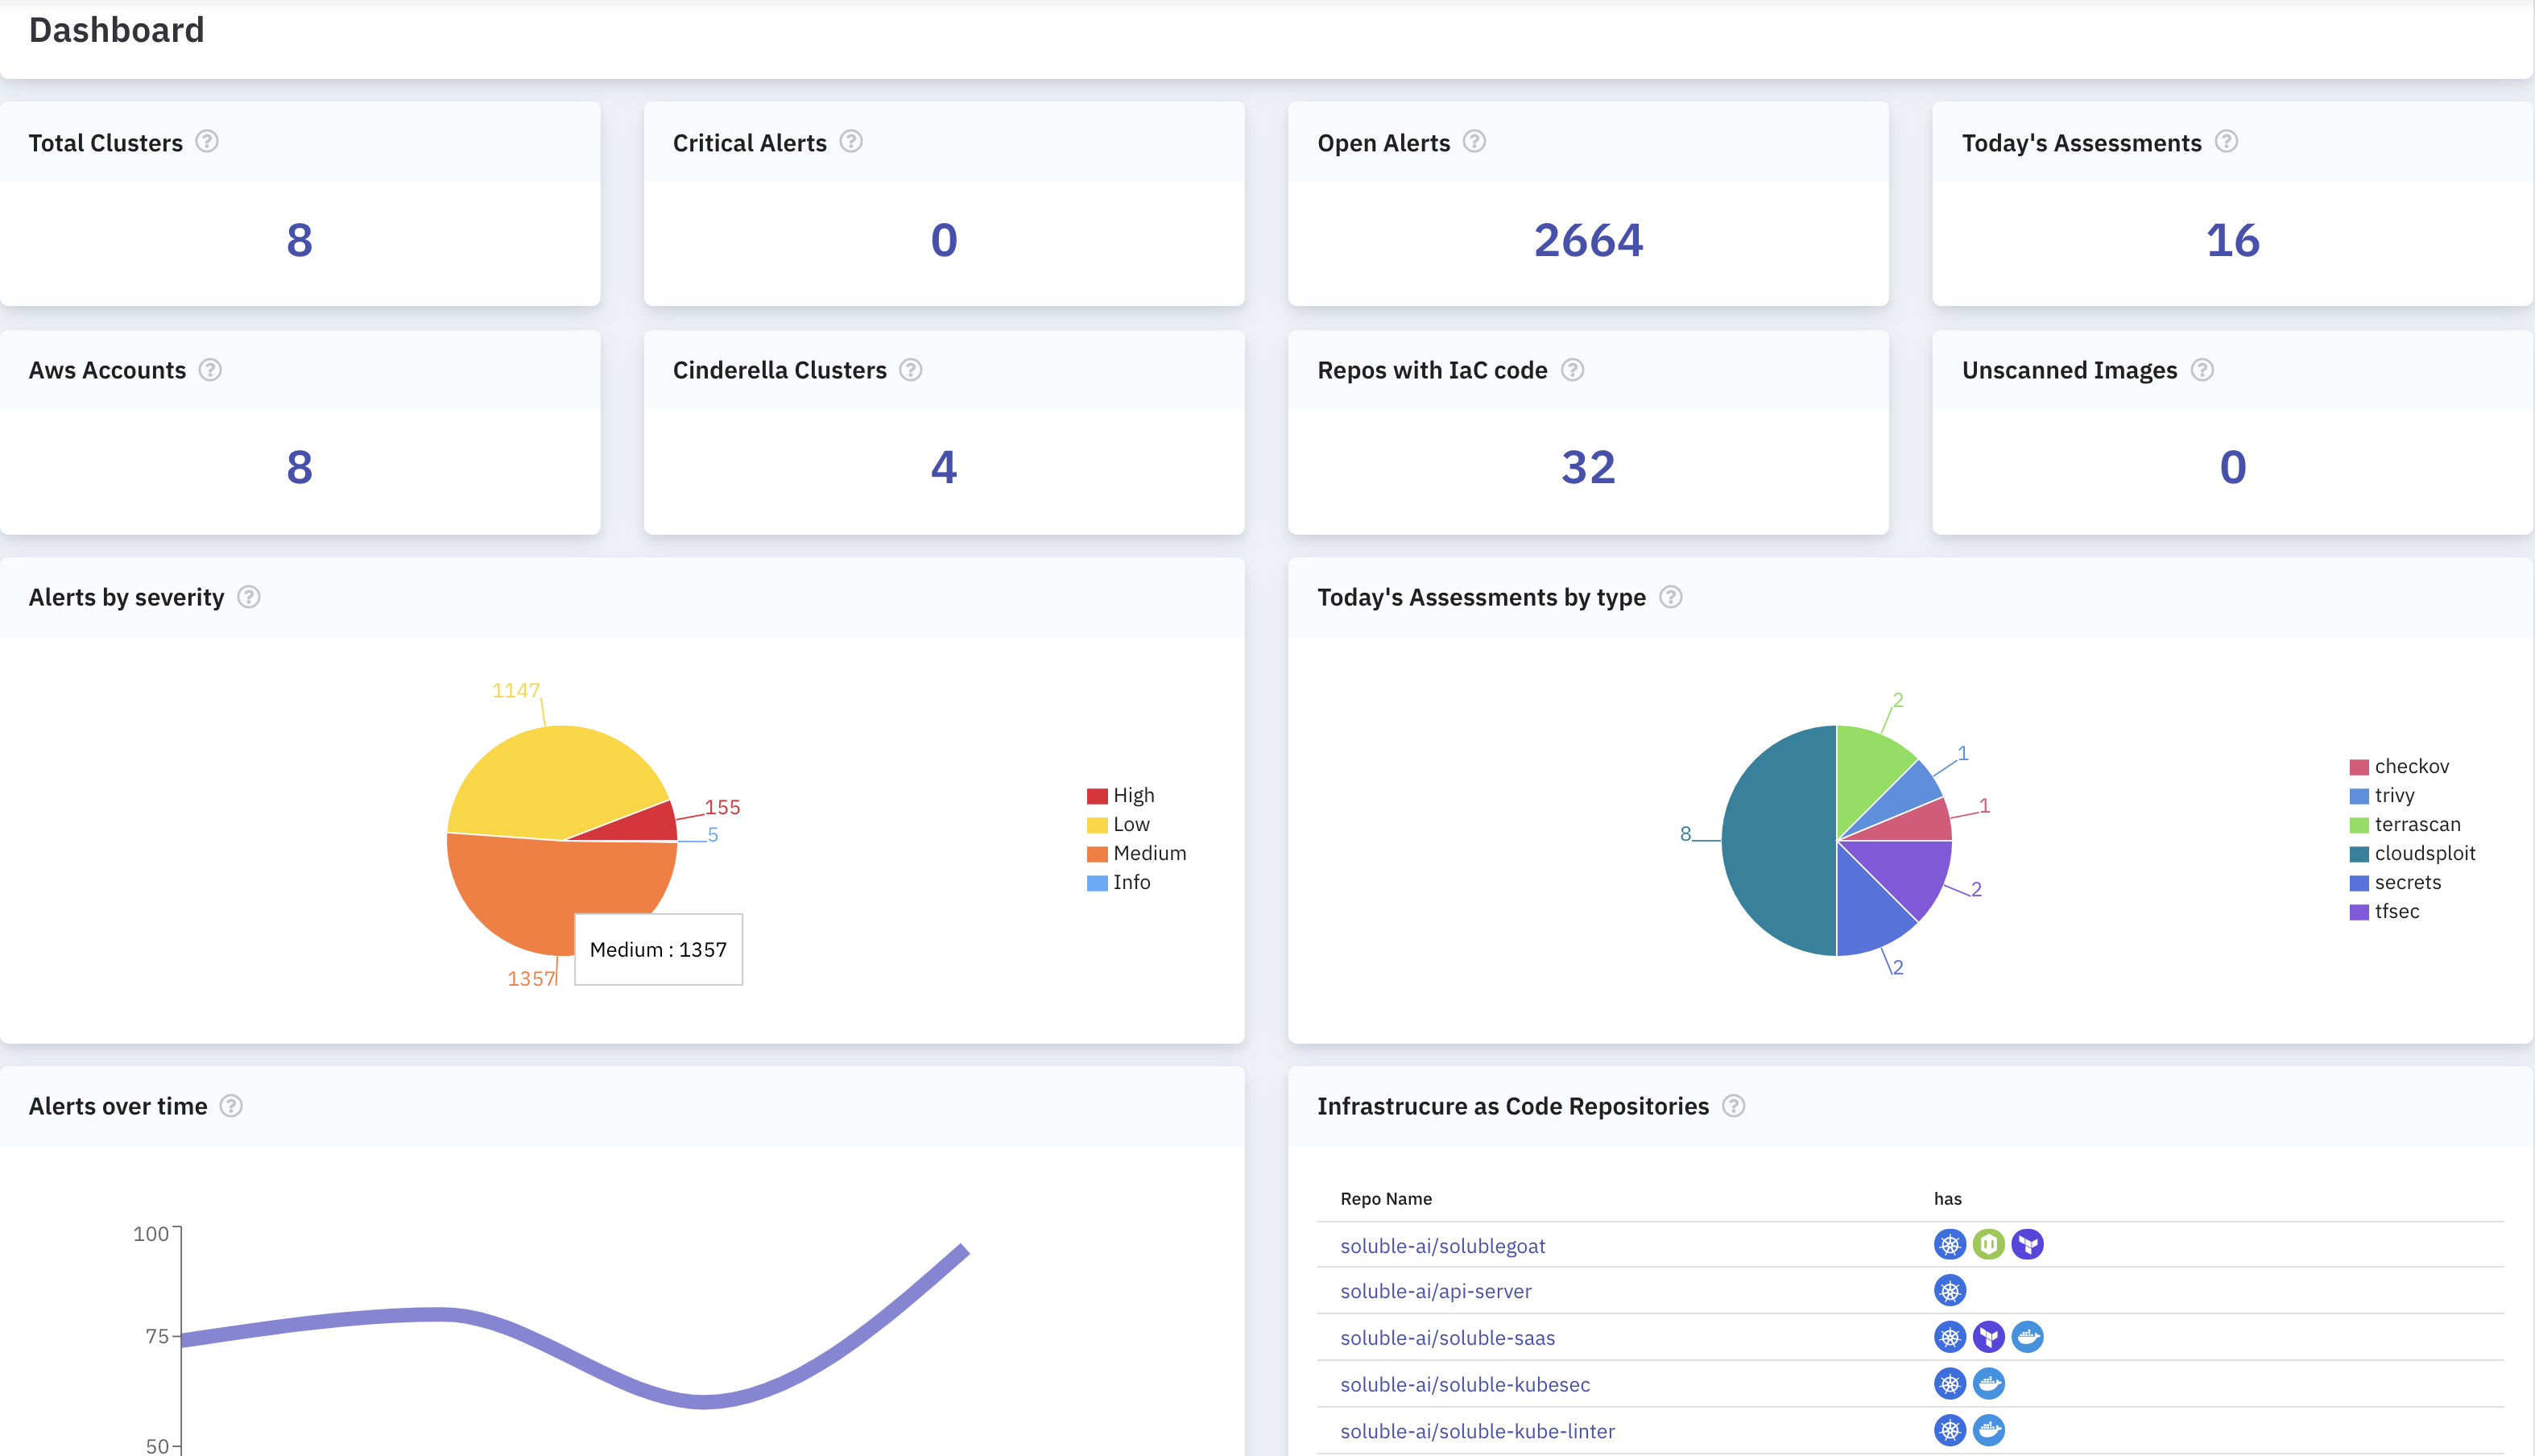 Dashboard
Total Clusters ?
8
Critical Alerts ?
0
Open Alerts ?
2664
Today's Assessments ?
16
Aws Accounts ?
8
Cinderella Clusters ?
4
Repos with IaC code ?
32
Unscanned Images ?
0
Alerts by severity ?
1147
155
5
1357
Medium : 1357
High
Low
Medium
Info
Today's Assessments by type ?
2
1
1
8
2
2
checkov
trivy
terrascan
cloudsploit
secrets
tfsec
Alerts over time ?
100
75
50
Infrastrucure as Code Repositories ?
Repo Name has
soluble-ai/solublegoat
soluble-ai/api-server
soluble-ai/soluble-saas
soluble-ai/soluble-kubesec
soluble-ai/soluble-kube-linter